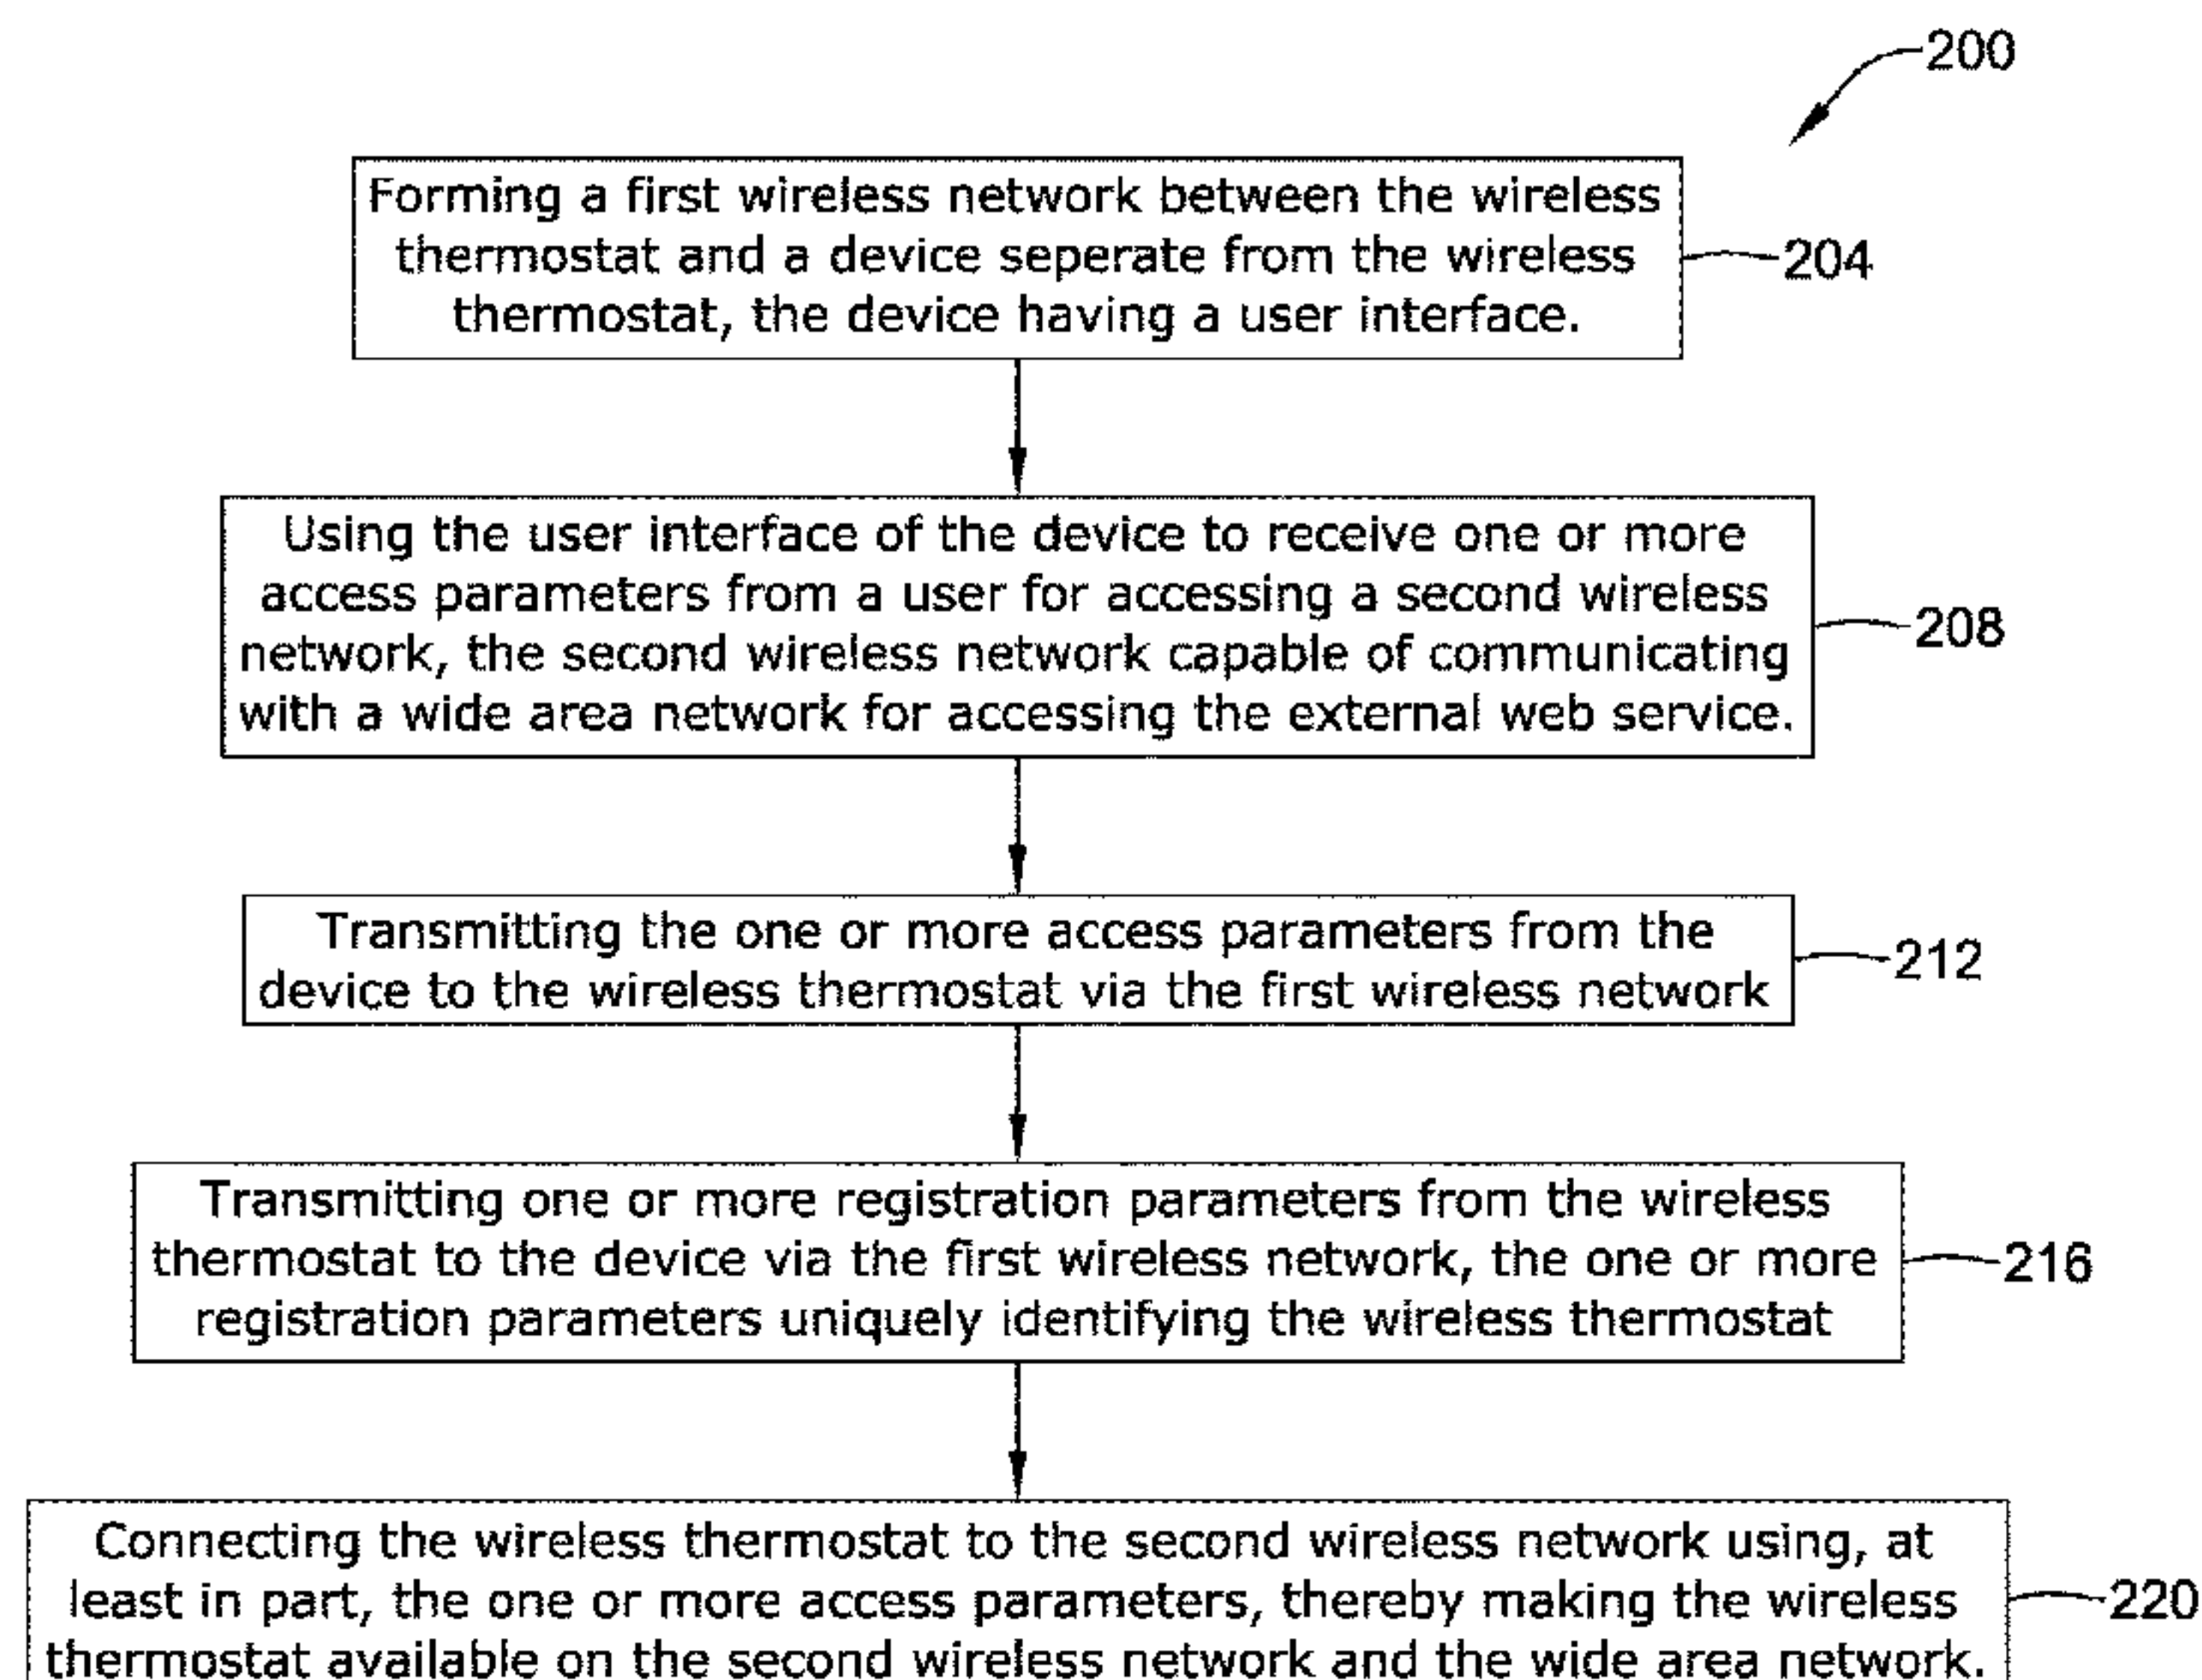 200
Forming a first wireless network between the wireless
thermostat and a device seperate from the wireless
thermostat, the device having a user interface.
204
Using the user interface of the device to receive one or more
access parameters from a user for accessing a second wireless
network, the second wireless network capable of communicating
with a wide area network for accessing the external web service.
208
Transmitting the one or more access parameters from the
device to the wireless thermostat via the first wireless network
212
Transmitting one or more registration parameters from the wireless
thermostat to the device via the first wireless network, the one or more
registration parameters uniquely identifying the wireless thermostat
216
Connecting the wireless thermostat to the second wireless network using, at
least in part, the one or more access parameters, thereby making the wireless
thermostat available on the second wireless network and the wide area network.
220